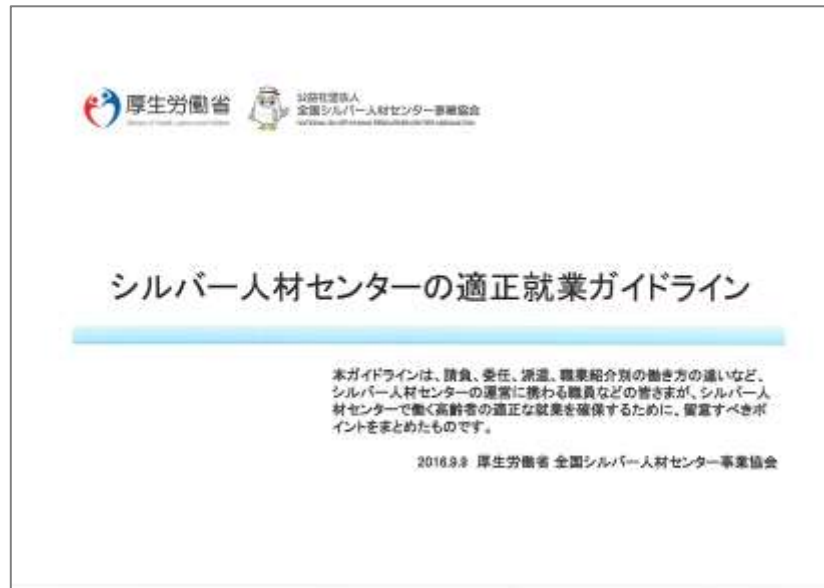 厚生労働省
公益社団法人
全国シルバー人材センター事業協会
シルバー人材センターの適正就業ガイドライン
本ガイドラインは、請負、委任、派遣、職業紹介別の働き方の違いなど、
シルバー人材センターの運営に携わる職員などの皆さまが、シルバー人
材センターで働く高齢者の適正な就業を確保するために、留意すべきポ
イントをまとめたものです。
2016.9.9 厚生労働省 全国シルバー人材センター事業協会